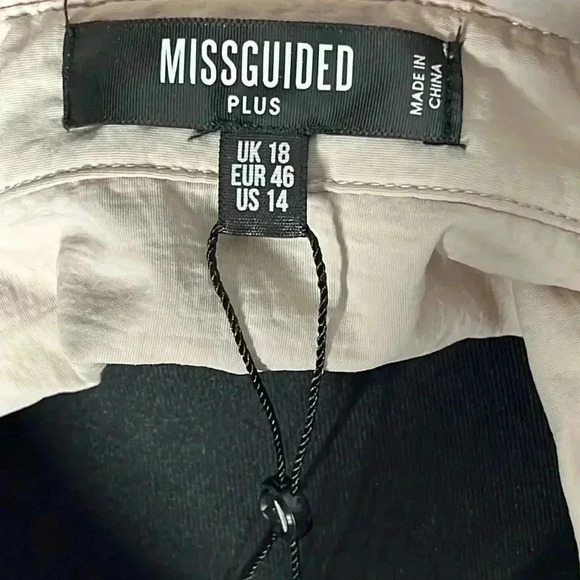 MISSGUIDED
PLUS
MADE IN
CHINA
UK 18
EUR 46
US 14